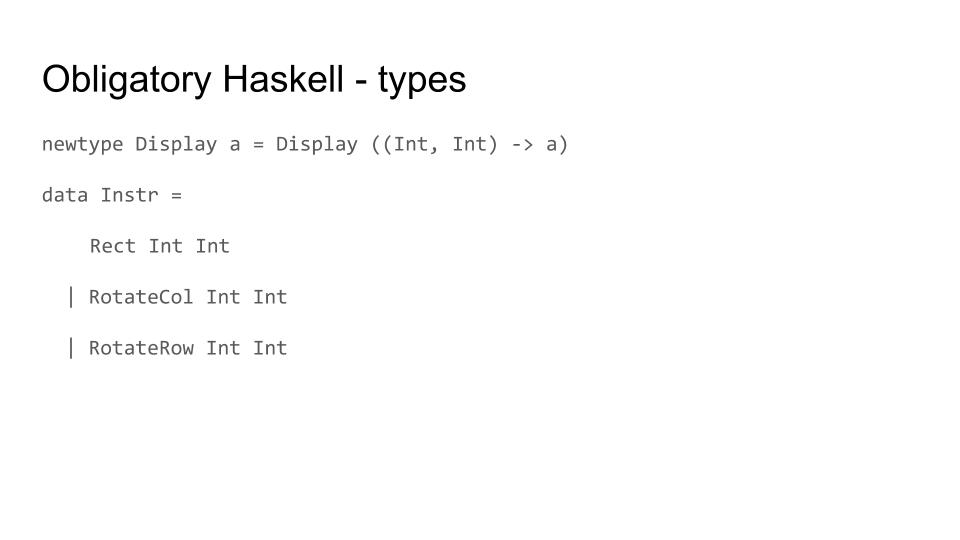 Obligatory Haskell - types
newtype Display a = Display ((Int, Int) -> a)
data Instr =
Rect Int Int
| RotateCol Int Int
| RotateRow Int Int